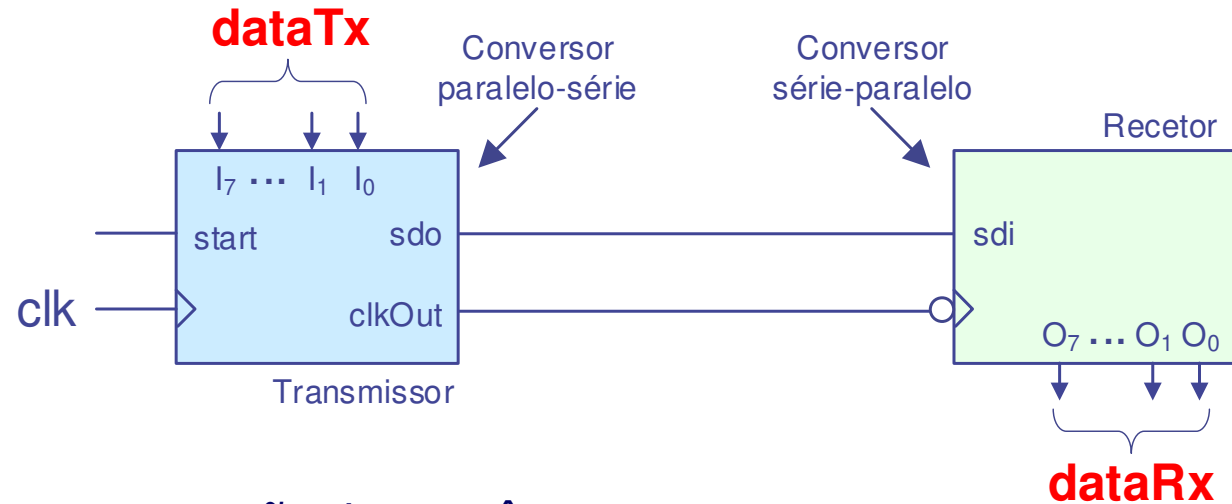 dataTx
Conversor
paralelo-série
Conversor
série-paralelo
Recetor
I7 ... I1 I0
start
sdo
sdi
clk
clkOut
O7 ... O1 O0
Transmissor
dataRx